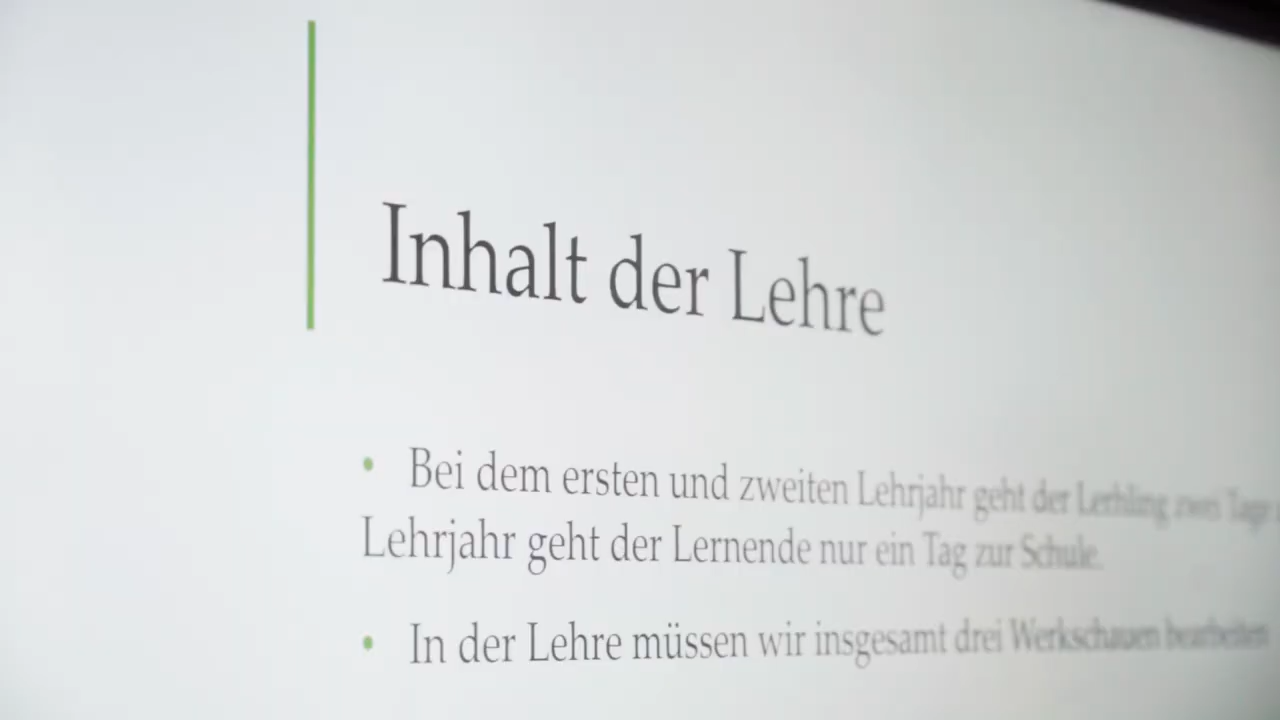 Inhalt der Lehre
• Bei dem ersten und zweiten Lehrjahr geht der Lerhling zwei Tage
Lehrjahr geht der Lernende nur ein Tag zur Schule.
• In der Lehre müssen wir insgesamt drei Werkschauen bearbeiten